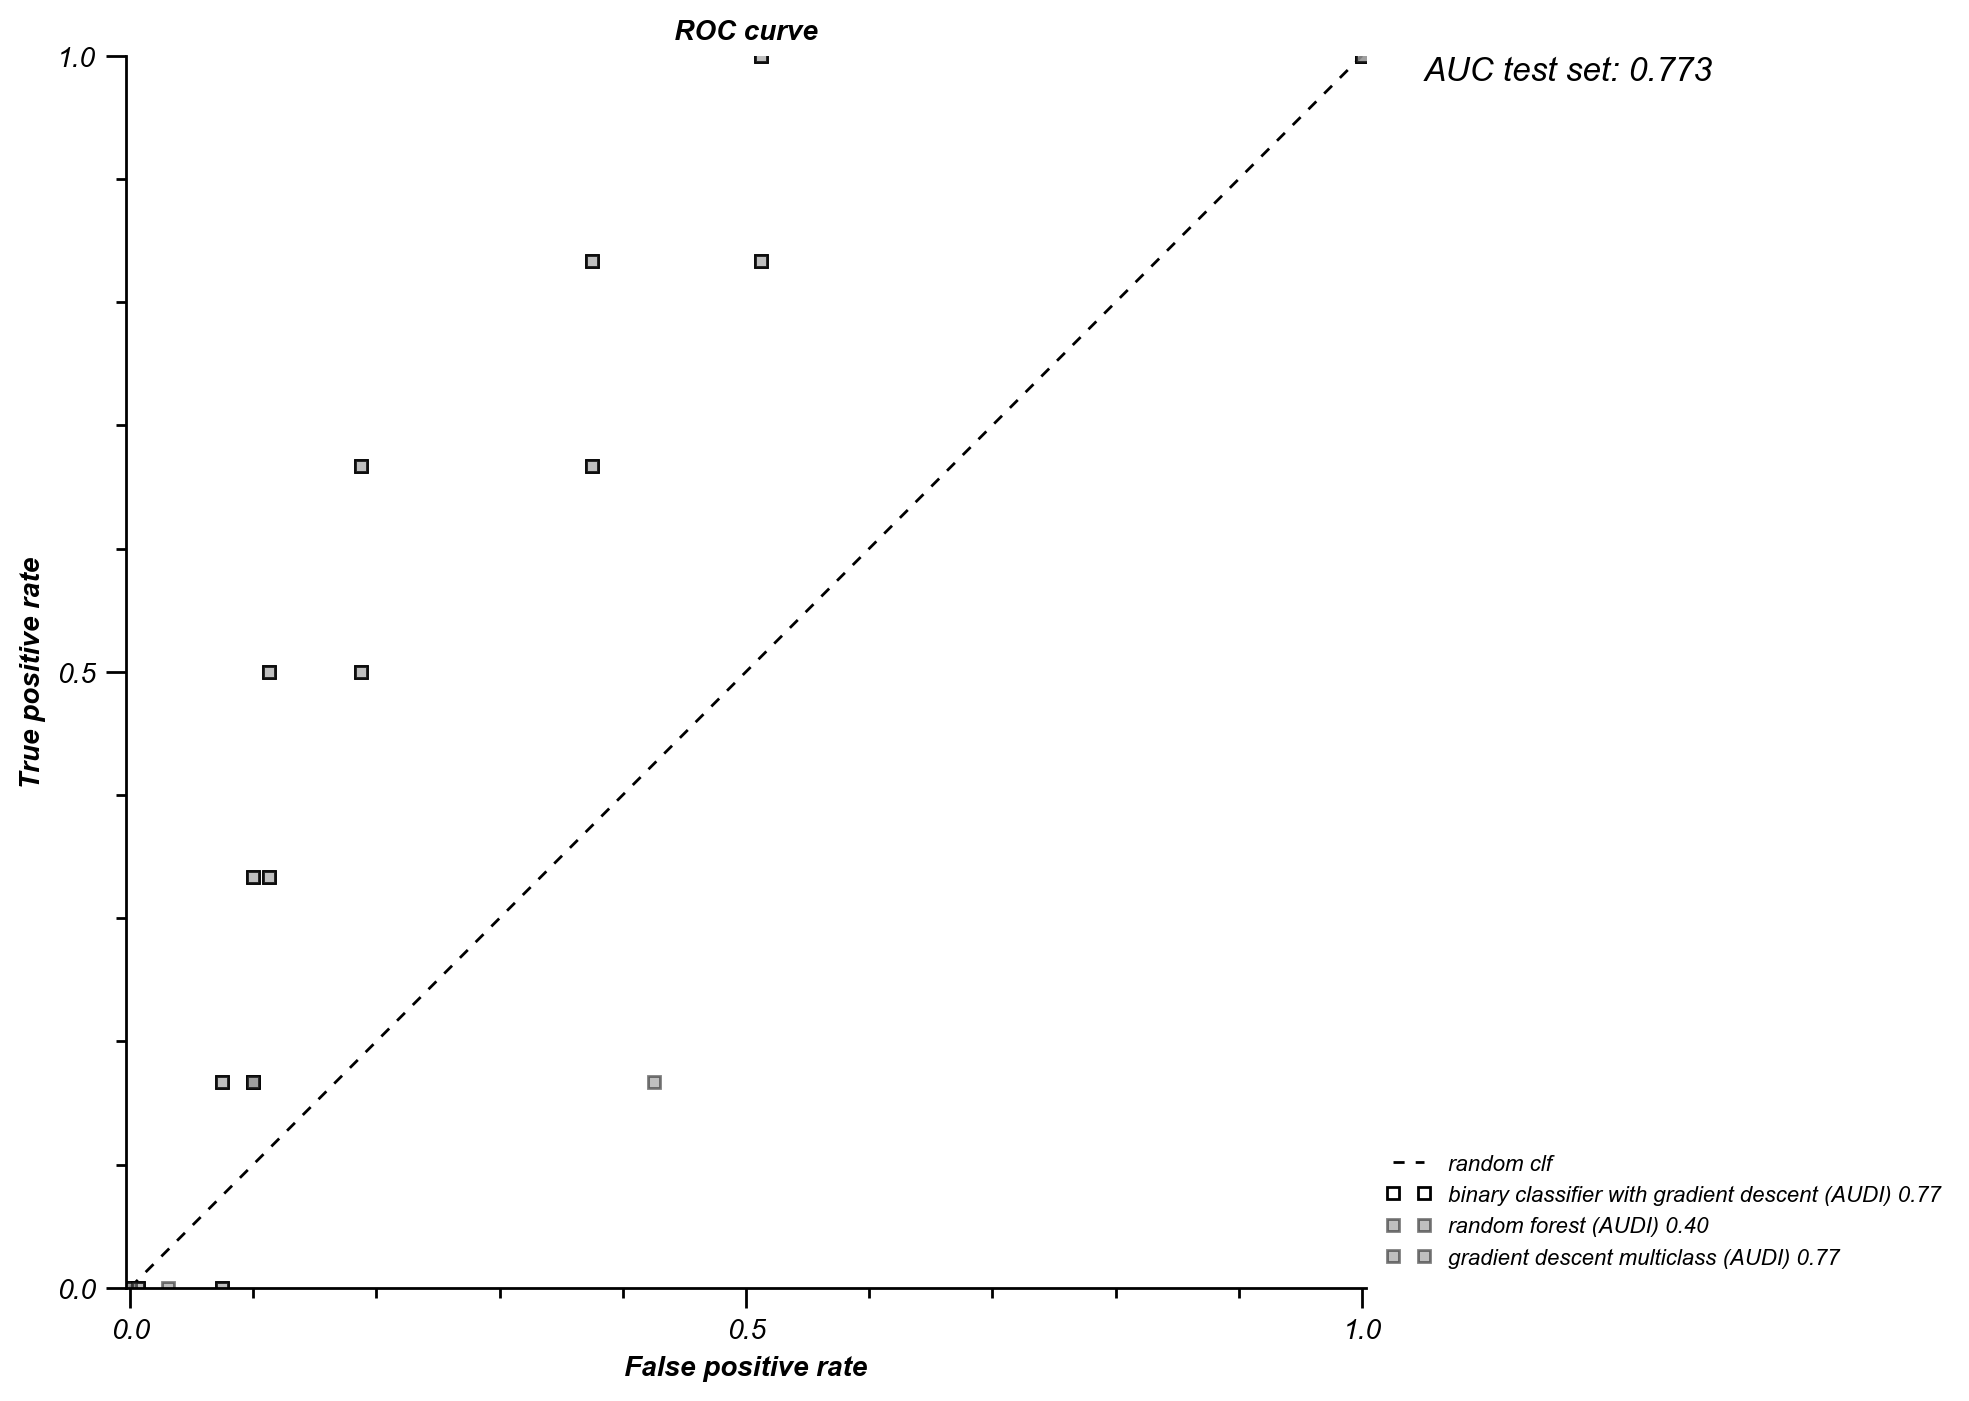 ROC curve
AUC test set: 0.773
1.0
0.5
0.0
True positive rate
0.0 0.5 1.0
False positive rate
random clf
binary classifier with gradient descent (AUDI) 0.77
random forest (AUDI) 0.40
gradient descent multiclass (AUDI) 0.77